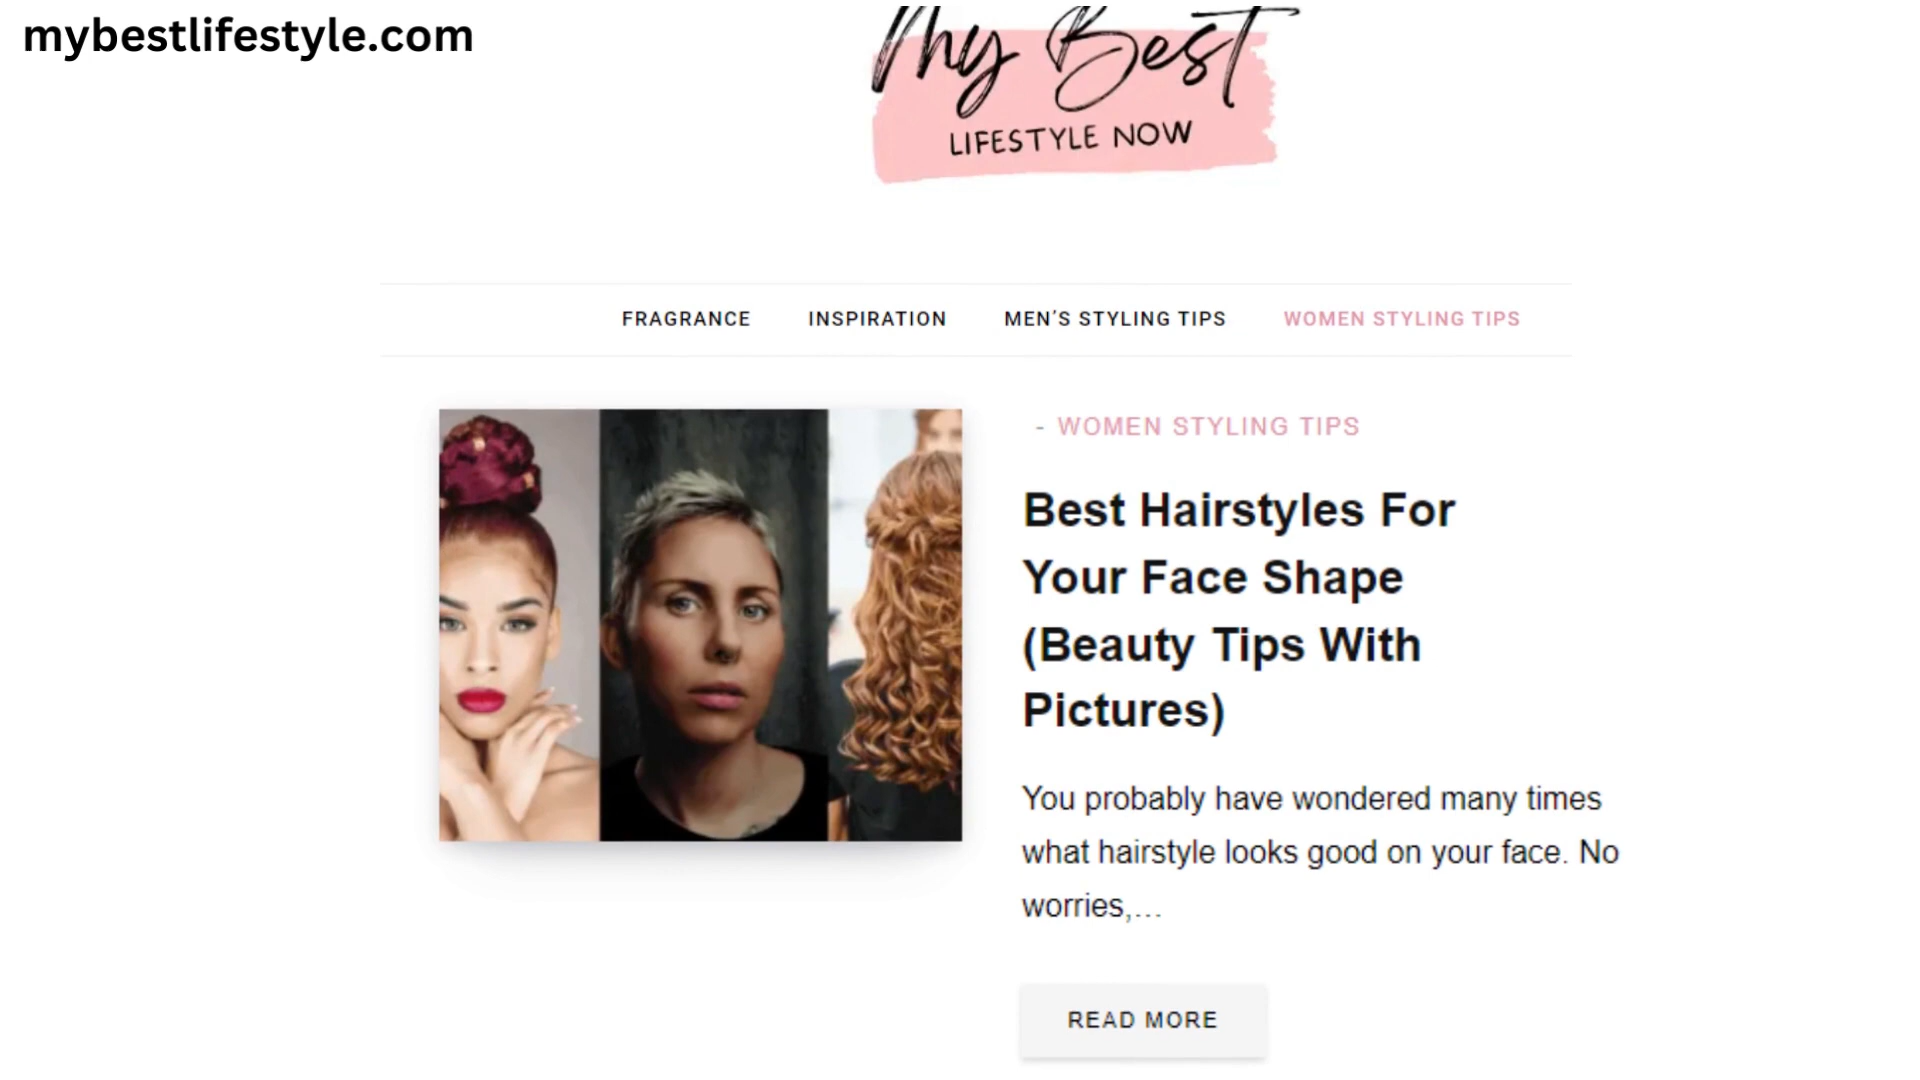 mybestlifestyle.com
My Best
LIFESTYLE NOW
FRAGRANCE INSPIRATION MEN'S STYLING TIPS WOMEN STYLING TIPS
- WOMEN STYLING TIPS
Best Hairstyles For
Your Face Shape
(Beauty Tips With
Pictures)
You probably have wondered many times
what hairstyle looks good on your face. No
worries,...
READ MORE